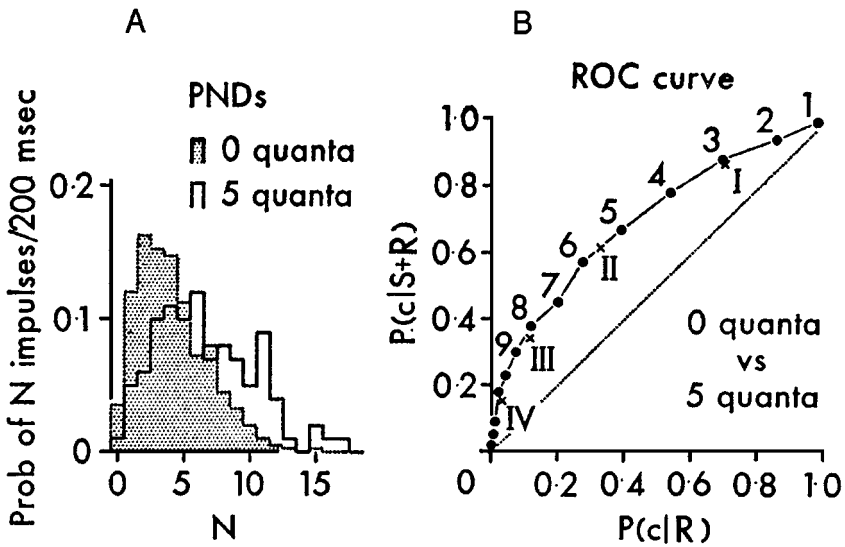 A
PNDs
0 quanta
5 quanta
Prob of N impulses/200 msec
0·2
0·1
0
0 5 10 15
N
B
ROC curve
P(c|S+R)
1·0
0·8
0·6
0·4
0·2
1
2
3
I
4
5
6
II
7
8
9
III
IV
0 quanta
vs
5 quanta
0 0·2 0·4 0·6 0·8 1·0
P(c|R)